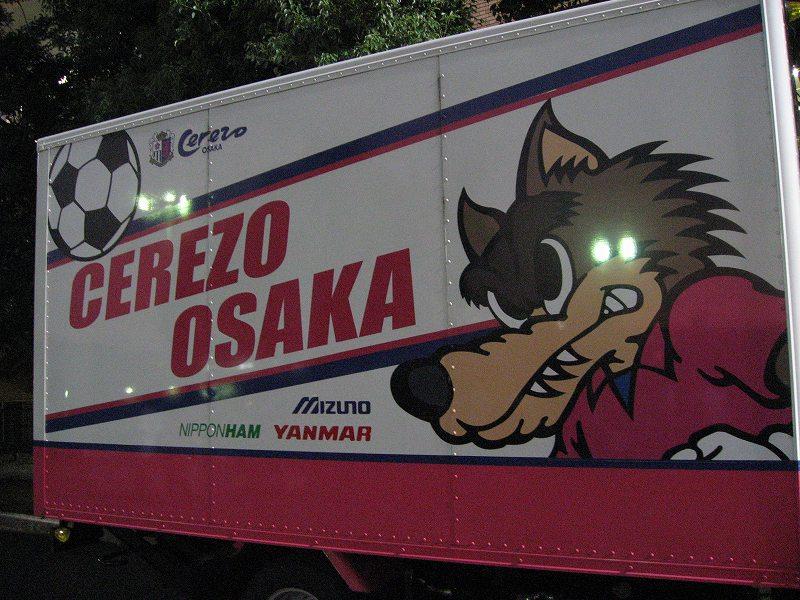 Cerezo
OSAKA
CEREZO
OSAKA
MIZUNO
NIPPONHAM YANMAR